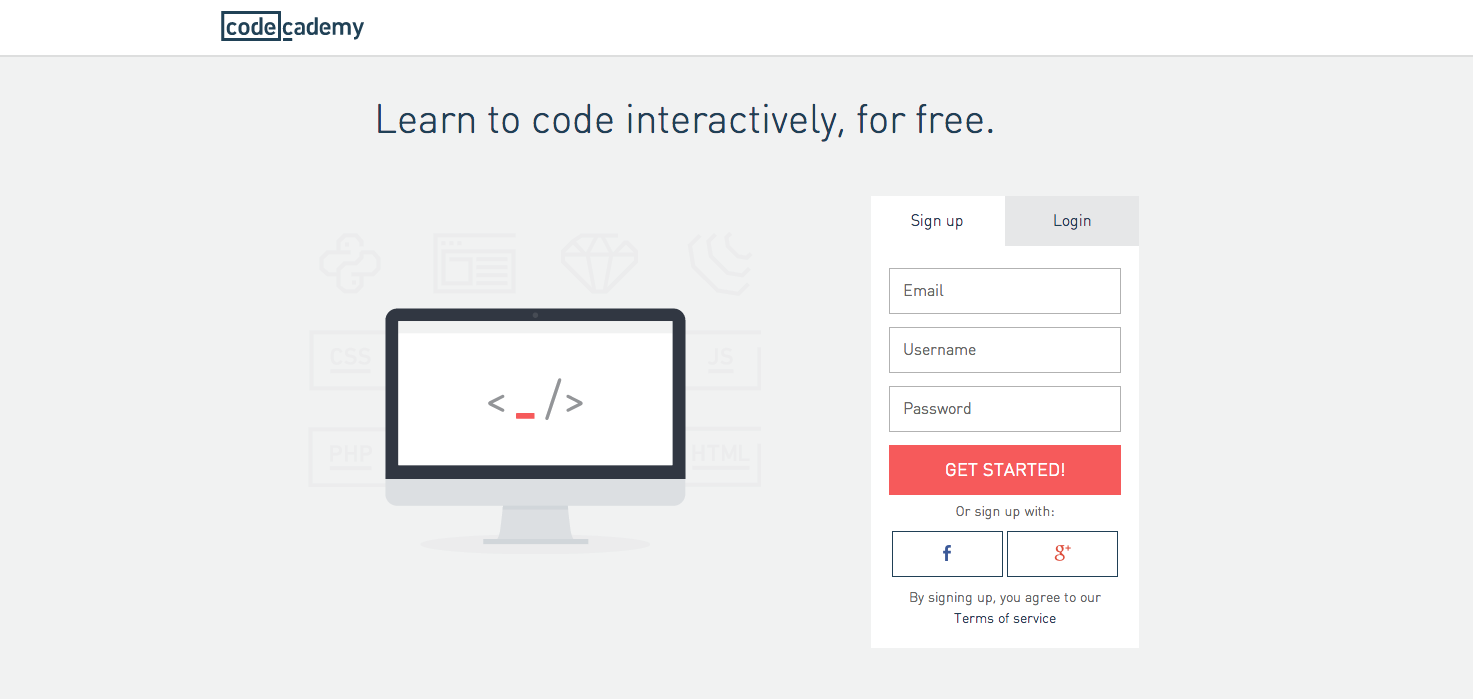 codecademy
Learn to code interactively, for free.
Sign up
Login
Email
CSS
JS
Username
< _ />
Password
PHP
HTML
GET STARTED!
Or sign up with:
f
g+
By signing up, you agree to our
Terms of service